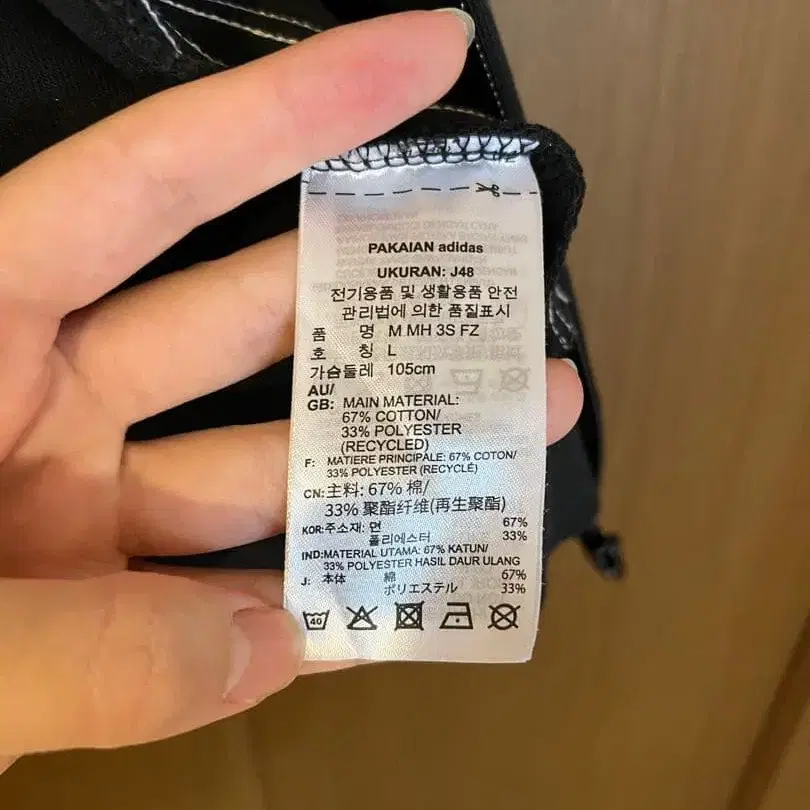 PAKAIAN adidas
UKURAN: J48
전기용품 및 생활용품 안전
관리법에 의한 품질표시
품 명 M MH 3S FZ
호 칭 L
가슴둘레 105cm
AU/
GB: MAIN MATERIAL:
67% COTTON/
33% POLYESTER
(RECYCLED)
F: MATIERE PRINCIPALE: 67% COTON/
33% POLYESTER (RECYCLÉ)
CN:主料: 67% 棉/
33% 聚酯纤维(再生聚酯)
KOR:주소재: 면 67%
폴리에스터 33%
IND:MATERIAL UTAMA: 67% KATUN/
33% POLYESTER HASIL DAUR ULANG
J: 本体 綿 67%
ポリエステル 33%
40